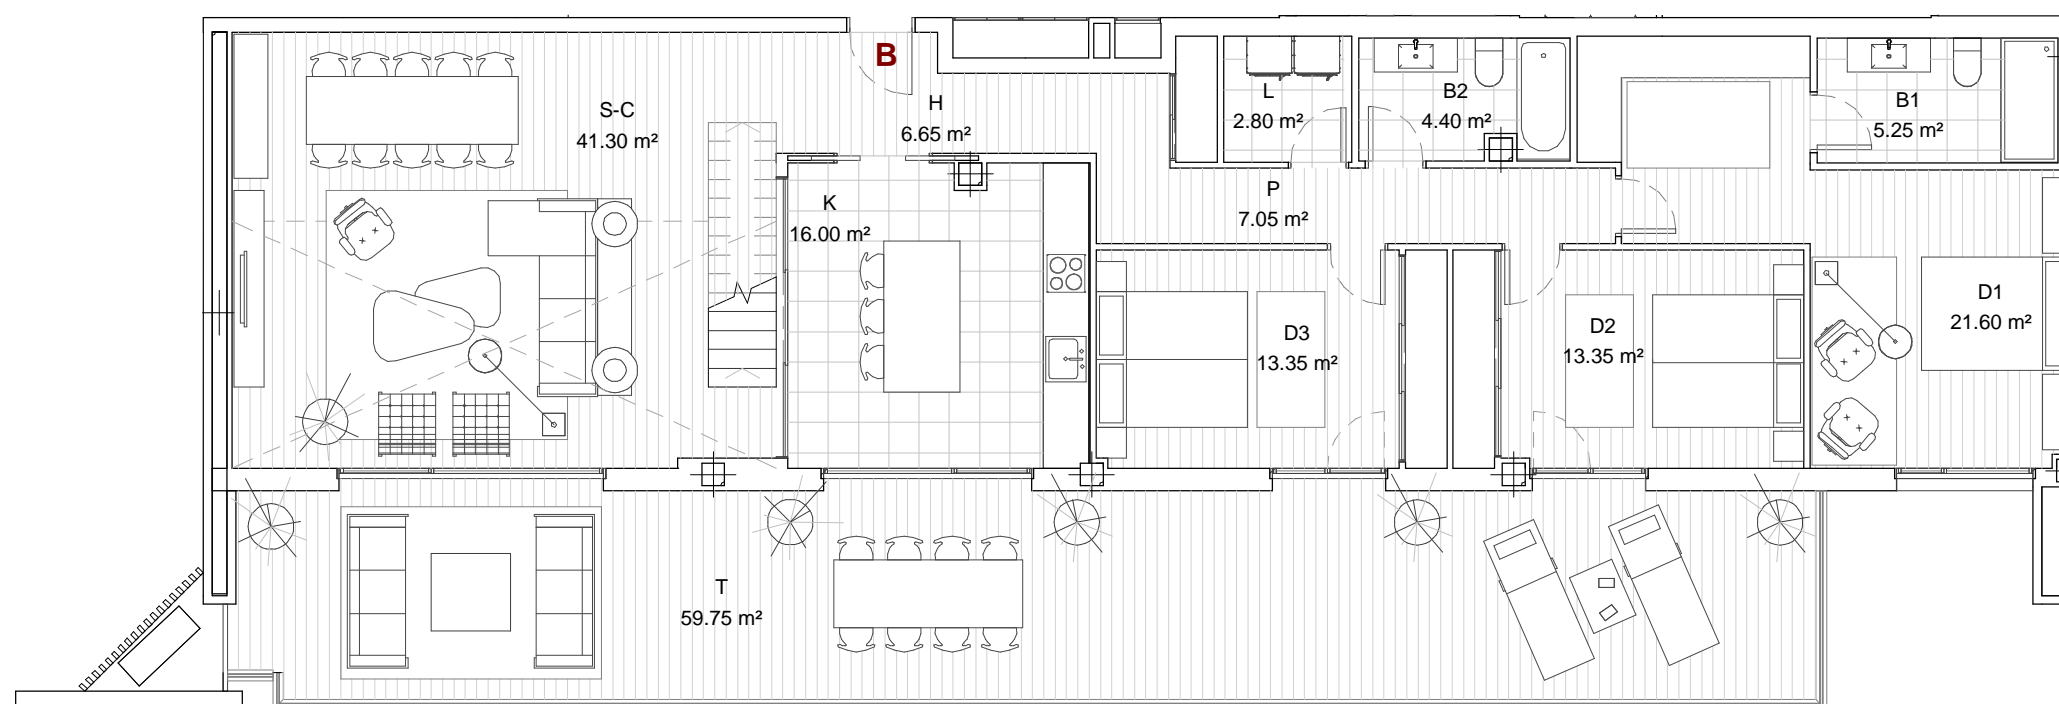 B
S-C
41.30 m²
H
6.65 m²
L
2.80 m²
B2
4.40 m²
B1
5.25 m²
K
16.00 m²
P
7.05 m²
D3
13.35 m²
D2
13.35 m²
D1
21.60 m²
T
59.75 m²